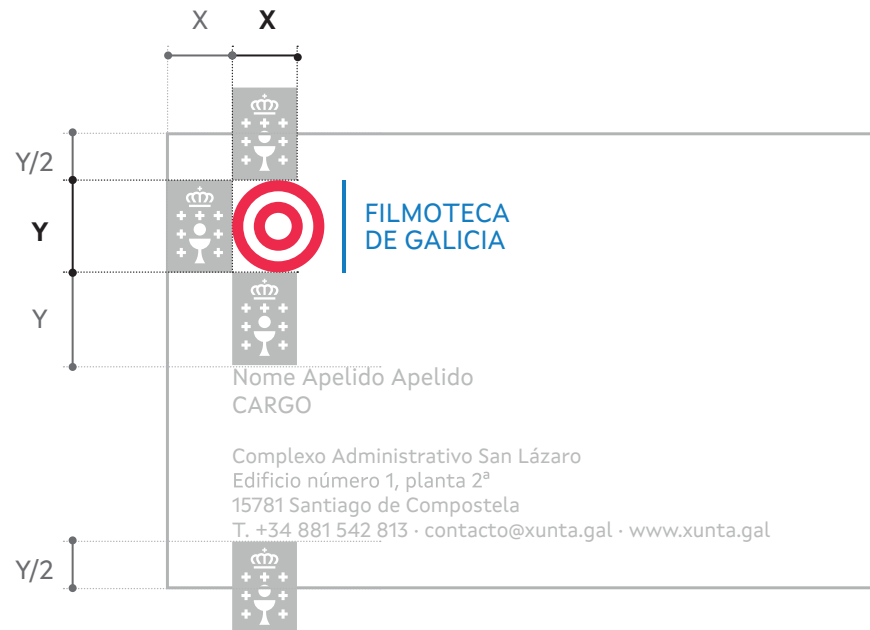 X X
Y/2
Y
Y
FILMOTECA
DE GALICIA
Nome Apelido Apelido
CARGO
Complexo Administrativo San Lázaro
Edificio número 1, planta 2ª
15781 Santiago de Compostela
T. +34 881 542 813 · contacto@xunta.gal · www.xunta.gal
Y/2